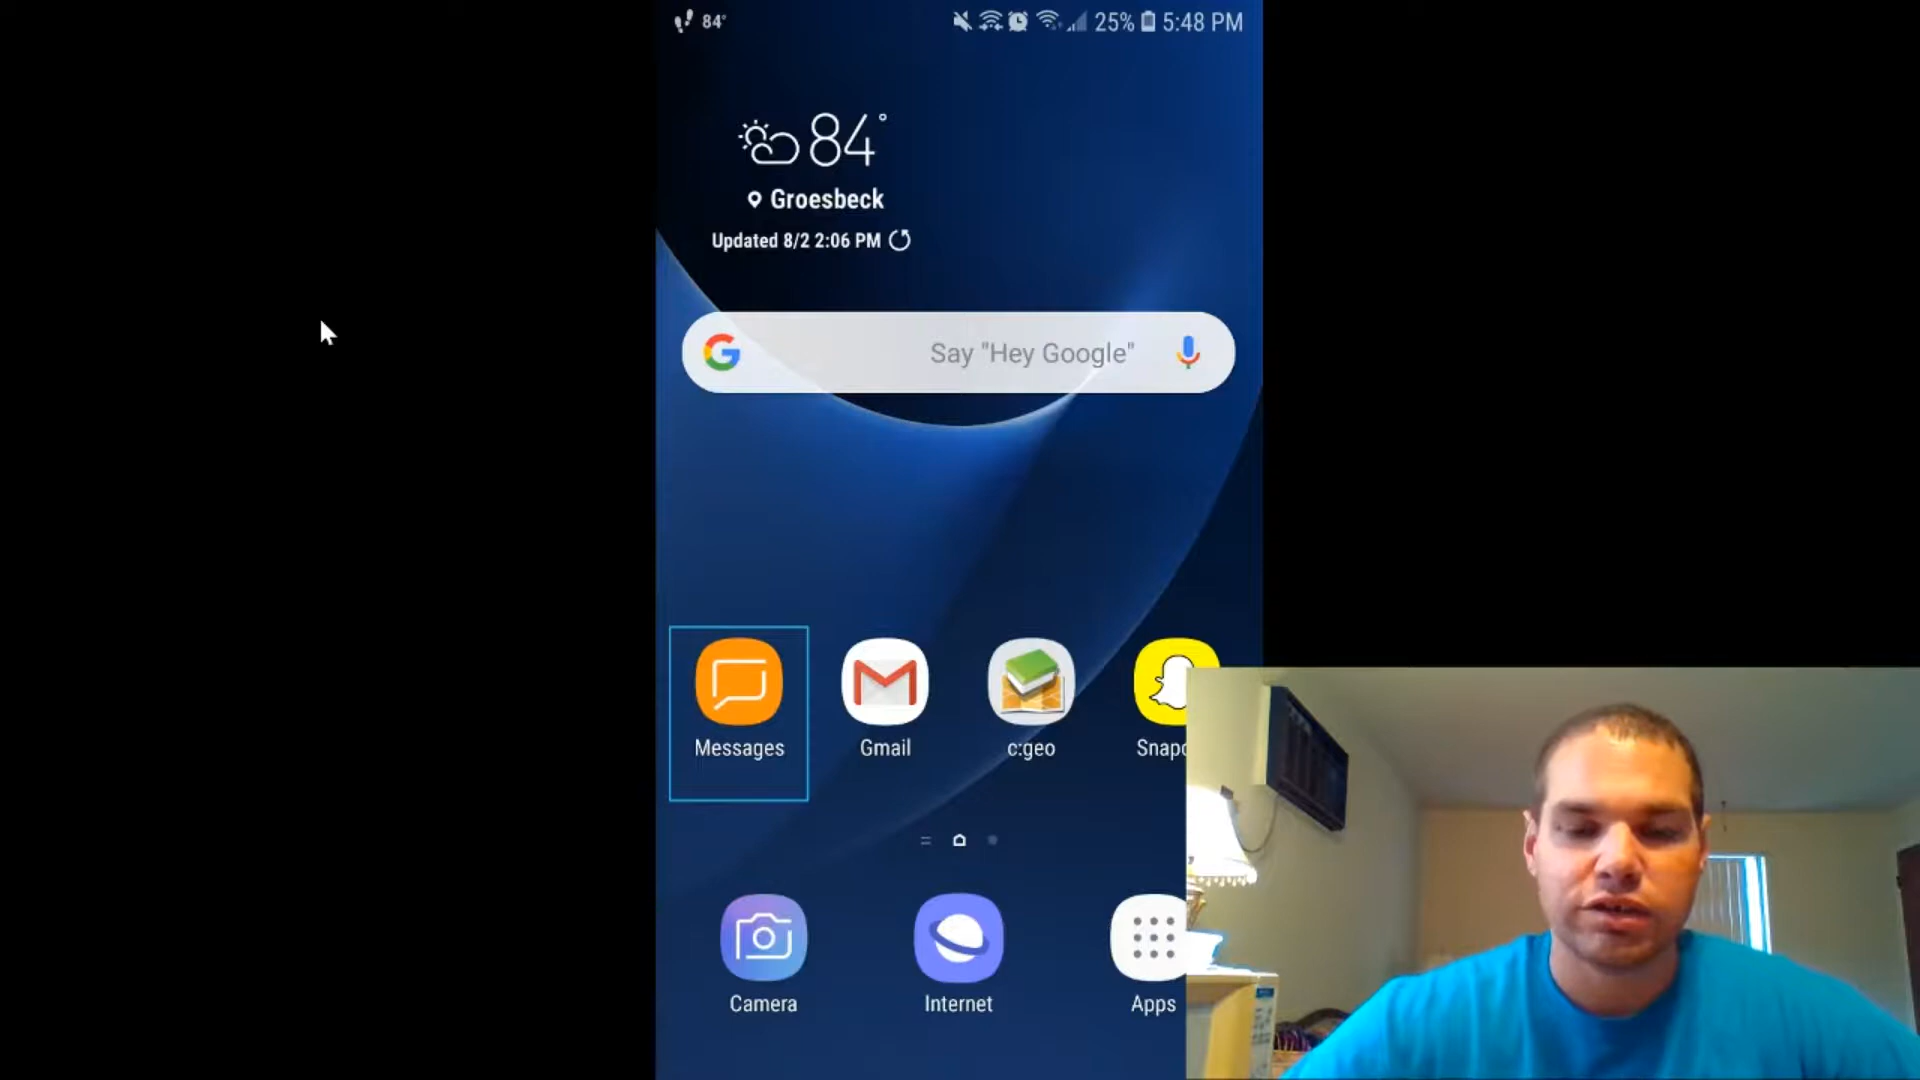 84°
25% 5:48 PM
84°
Groesbeck
Updated 8/2 2:06 PM
Say "Hey Google"
Messages
Gmail
c:geo
Snapc
Camera
Internet
Apps